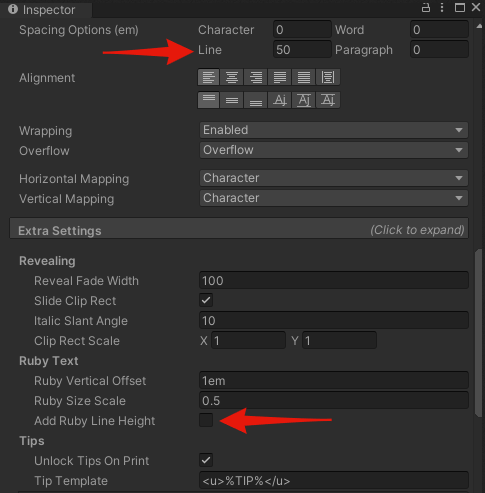 Inspector
Spacing Options (em) Character 0 Word 0
Line 50 Paragraph 0
Alignment
Wrapping Enabled
Overflow Overflow
Horizontal Mapping Character
Vertical Mapping Character
Extra Settings (Click to expand)
Revealing
Reveal Fade Width 100
Slide Clip Rect
Italic Slant Angle 10
Clip Rect Scale X 1 Y 1
Ruby Text
Ruby Vertical Offset 1em
Ruby Size Scale 0.5
Add Ruby Line Height
Tips
Unlock Tips On Print
Tip Template <u>%TIP%</u>